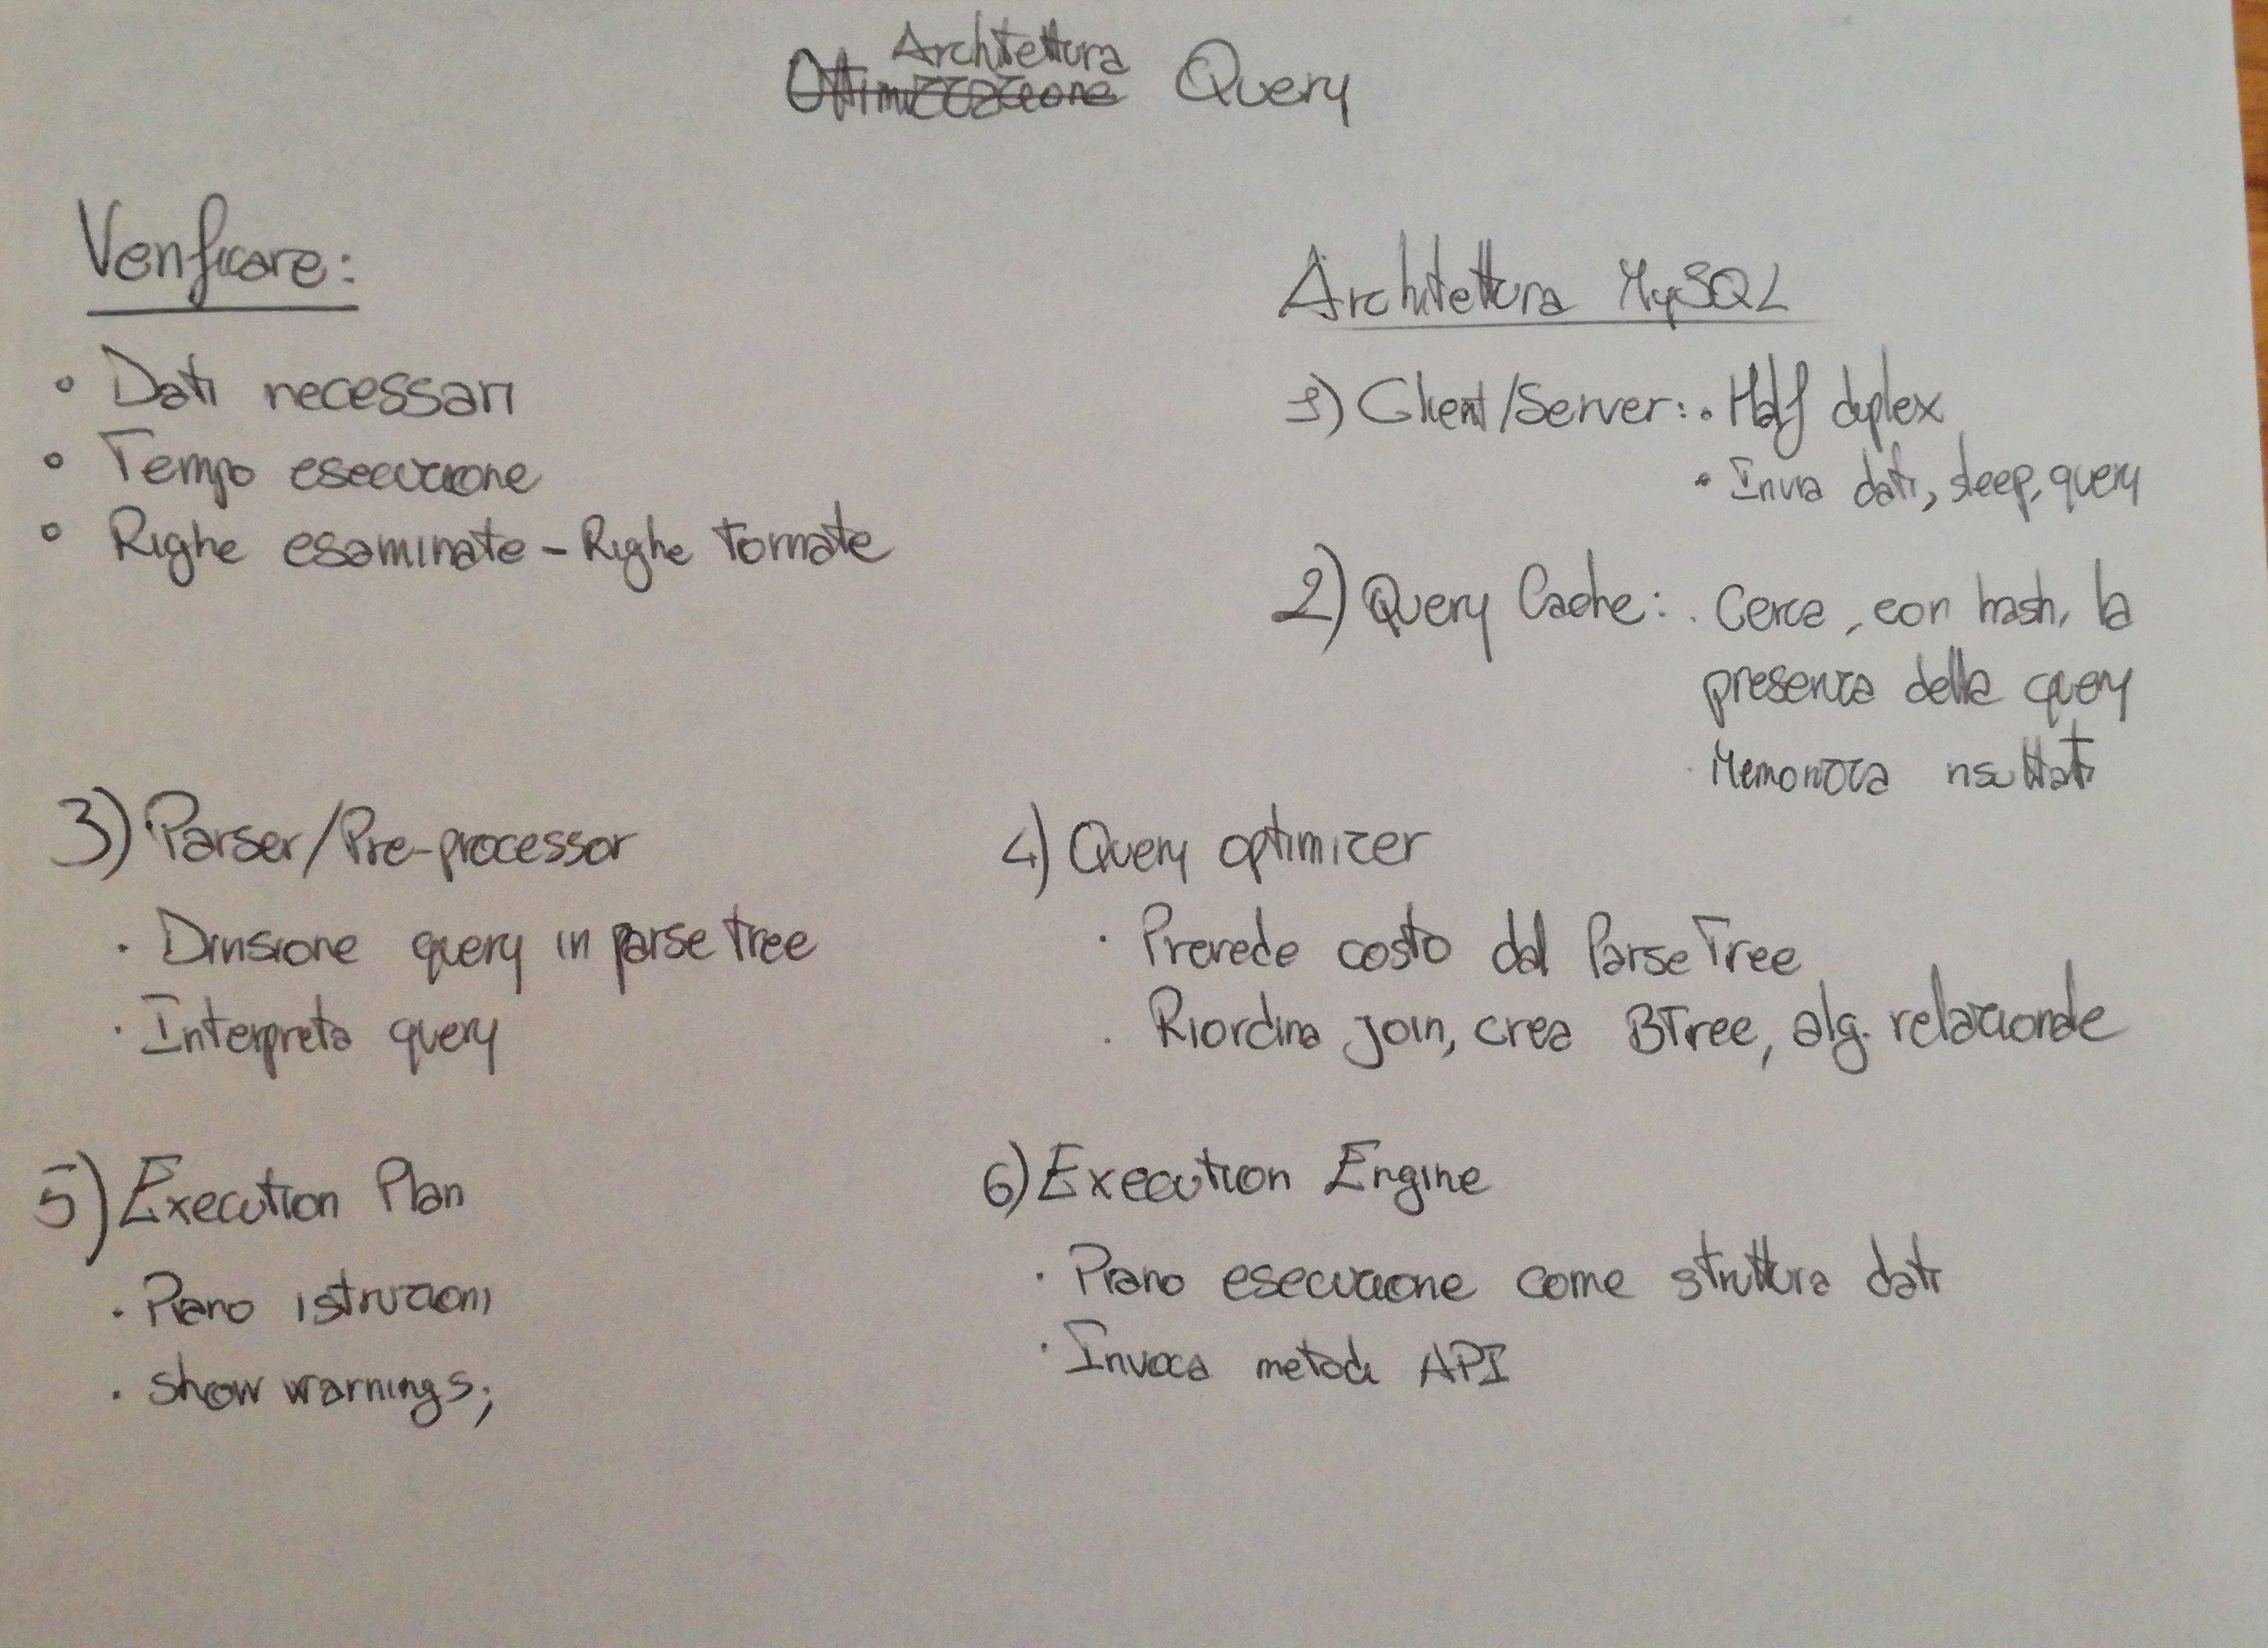 Architettura
Ottimizzazione Query
Verificare:
• Dati necessari
• Tempo esecuzione
• Righe esaminate - Righe tornate
Architettura MySQL
1) Client/Server: • Half duplex
• Invia dati, sleep, query
2) Query Cache: • Cerca, con hash, la
presenza della query
• Memorizza risultati
3) Parser/Pre-processor
• Divisione query in parse tree
• Interpreta query
4) Query optimizer
• Prevede costo dal Parse Tree
• Riordina join, crea BTree, alg. relazionale
5) Execution Plan
• Piano istruzioni
• show warnings;
6) Execution Engine
• Piano esecuzione come struttura dati
• Invoca metodi API